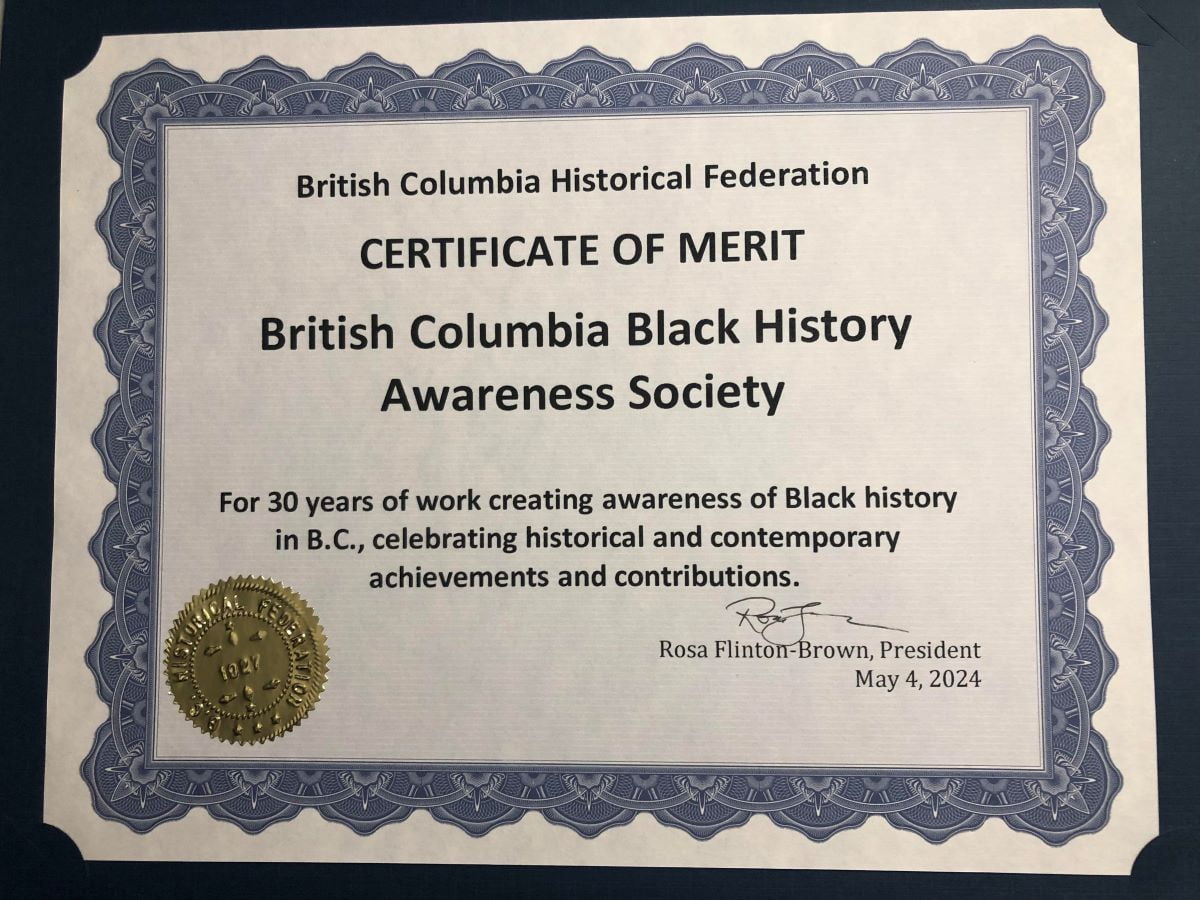 British Columbia Historical Federation
CERTIFICATE OF MERIT
British Columbia Black History
Awareness Society
For 30 years of work creating awareness of Black history
in B.C., celebrating historical and contemporary
achievements and contributions.
Rosa Flinton-Brown, President
May 4, 2024
B.C. HISTORICAL FEDERATION